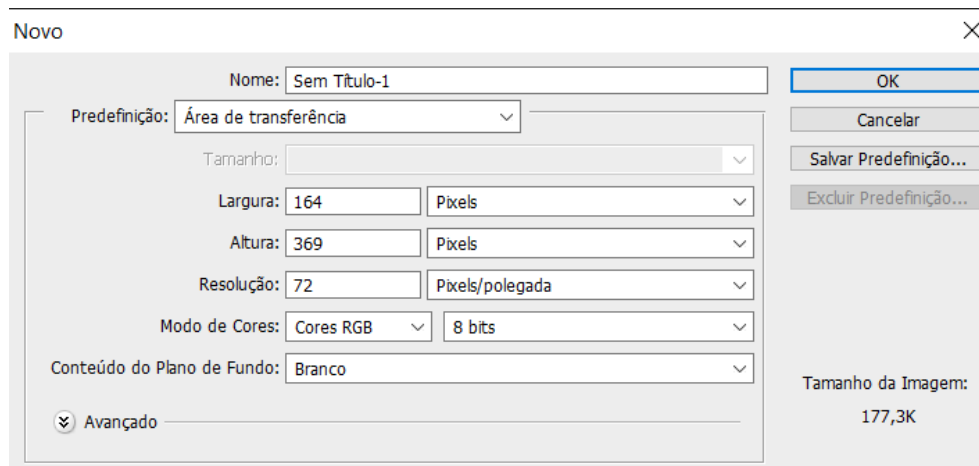 Novo
Nome: Sem Título-1
OK
Predefinição: Área de transferência
Cancelar
Tamanho:
Salvar Predefinição...
Largura: 164 Pixels
Excluir Predefinição...
Altura: 369 Pixels
Resolução: 72 Pixels/polegada
Modo de Cores: Cores RGB 8 bits
Conteúdo do Plano de Fundo: Branco
Tamanho da Imagem:
177,3K
Avançado